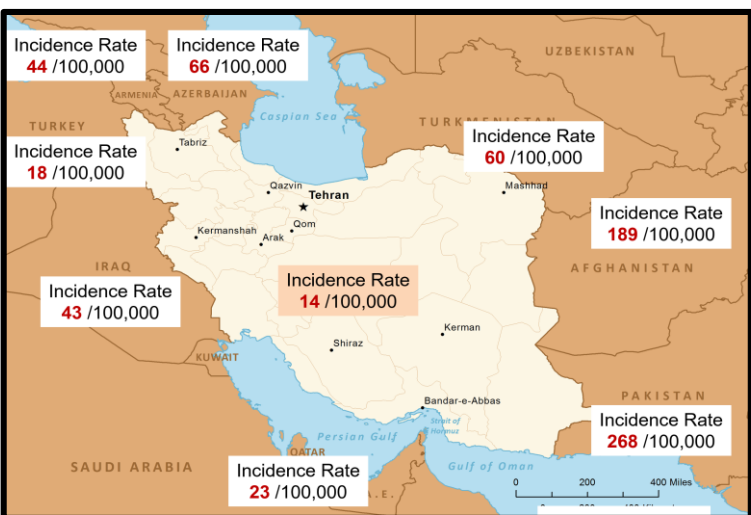 Incidence Rate
44 /100,000
Incidence Rate
66 /100,000
UZBEKISTAN
ARMENIA
AZERBAIJAN
Caspian Sea
TURKEY
TURKMENISTAN
Incidence Rate
60 /100,000
Incidence Rate
18 /100,000
Tabriz
Qazvin
Tehran
Mashhad
Qom
Kermanshah
Arak
Incidence Rate
189 /100,000
IRAQ
AFGHANISTAN
Incidence Rate
14 /100,000
Incidence Rate
43 /100,000
Kerman
Shiraz
KUWAIT
PAKISTAN
Bandar-e-Abbas
Strait of
Hormuz
Incidence Rate
268 /100,000
Persian Gulf
QATAR
SAUDI ARABIA
Gulf of Oman
Incidence Rate
23 /100,000
A.E.
0 200 400 Miles